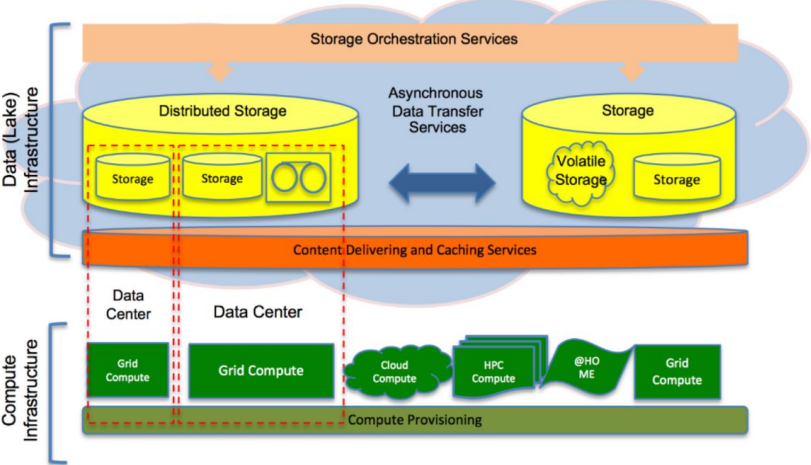 Storage Orchestration Services
Data (Lake)
Infrastructure
Distributed Storage
Asynchronous
Data Transfer
Services
Storage
Storage
Storage
Volatile
Storage
Storage
Content Delivering and Caching Services
Data
Center
Data Center
Compute
Infrastructure
Grid
Compute
Grid Compute
Cloud
Compute
HPC
Compute
@HO
ME
Grid
Compute
Compute Provisioning